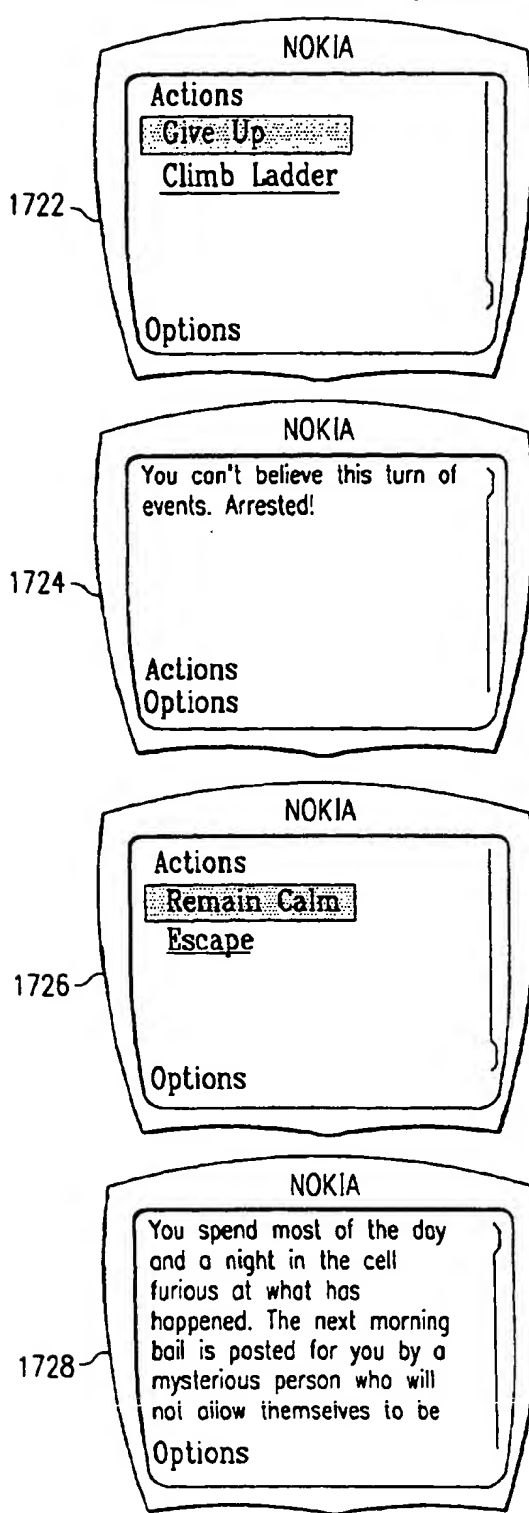 NOKIA
Actions
Give Up
Climb Ladder
1722
Options
NOKIA
You can't believe this turn of
events. Arrested!
1724
Actions
Options
NOKIA
Actions
Remain Calm
Escape
1726
Options
NOKIA
You spend most of the day
and a night in the cell
furious at what has
happened. The next morning
bail is posted for you by a
1728
mysterious person who will
not allow themselves to be
Options